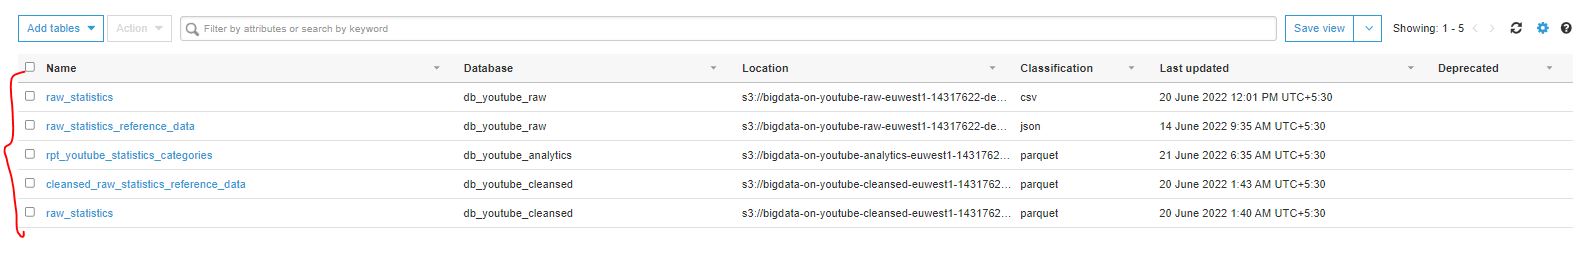 Add tables Action Filter by attributes or search by keyword Save view Showing: 1 - 5
Name Database Location Classification Last updated Deprecated
raw_statistics db_youtube_raw s3://bigdata-on-youtube-raw-euwest1-14317622-de... csv 20 June 2022 12:01 PM UTC+5:30
raw_statistics_reference_data db_youtube_raw s3://bigdata-on-youtube-raw-euwest1-14317622-de... json 14 June 2022 9:35 AM UTC+5:30
rpt_youtube_statistics_categories db_youtube_analytics s3://bigdata-on-youtube-analytics-euwest1-1431762... parquet 21 June 2022 6:35 AM UTC+5:30
cleansed_raw_statistics_reference_data db_youtube_cleansed s3://bigdata-on-youtube-cleansed-euwest1-1431762... parquet 20 June 2022 1:43 AM UTC+5:30
raw_statistics db_youtube_cleansed s3://bigdata-on-youtube-cleansed-euwest1-1431762... parquet 20 June 2022 1:40 AM UTC+5:30